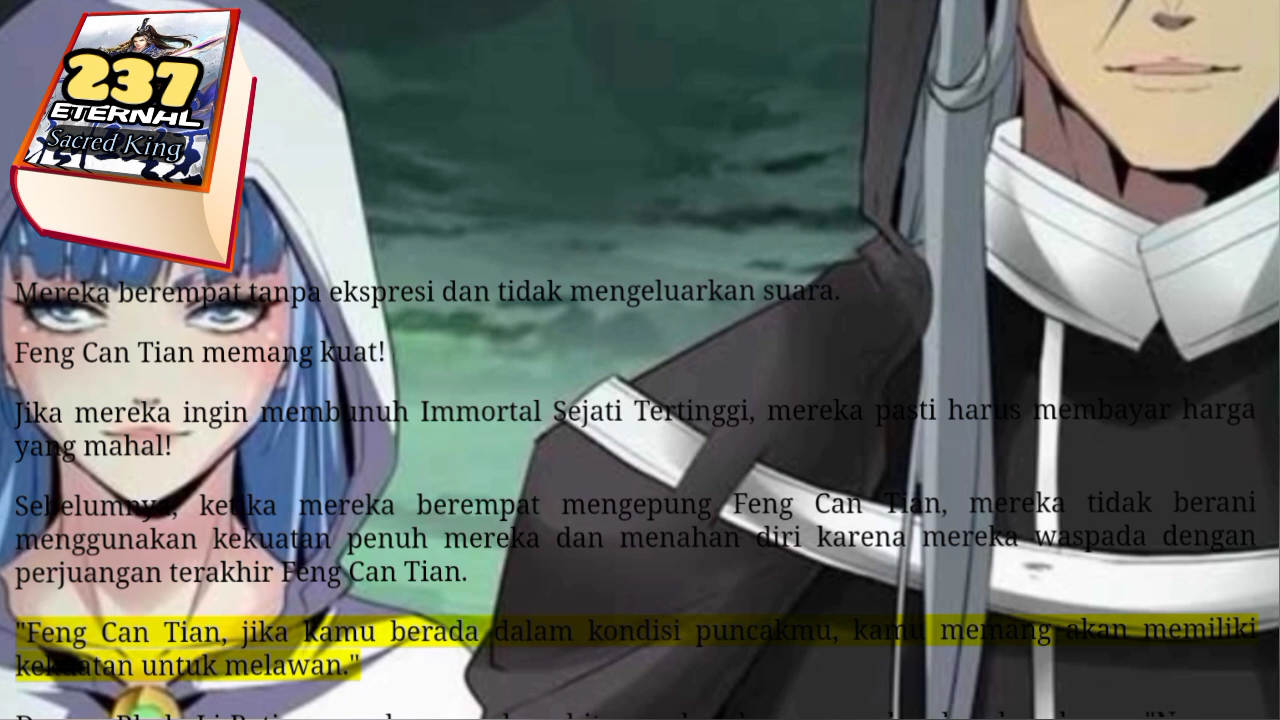 237
ETERNAL
Sacred King
Mereka berempat tanpa ekspresi dan tidak mengeluarkan suara.
Feng Can Tian memang kuat!
Jika mereka ingin membunuh Immortal Sejati Tertinggi, mereka pasti harus membayar harga
yang mahal!
Sebelumnya, ketika mereka berempat mengepung Feng Can Tian, mereka tidak berani
menggunakan kekuatan penuh mereka dan menahan diri karena mereka waspada dengan
perjuangan terakhir Feng Can Tian.
"Feng Can Tian, jika kamu berada dalam kondisi puncakmu, kamu memang akan memiliki
kekuatan untuk melawan."